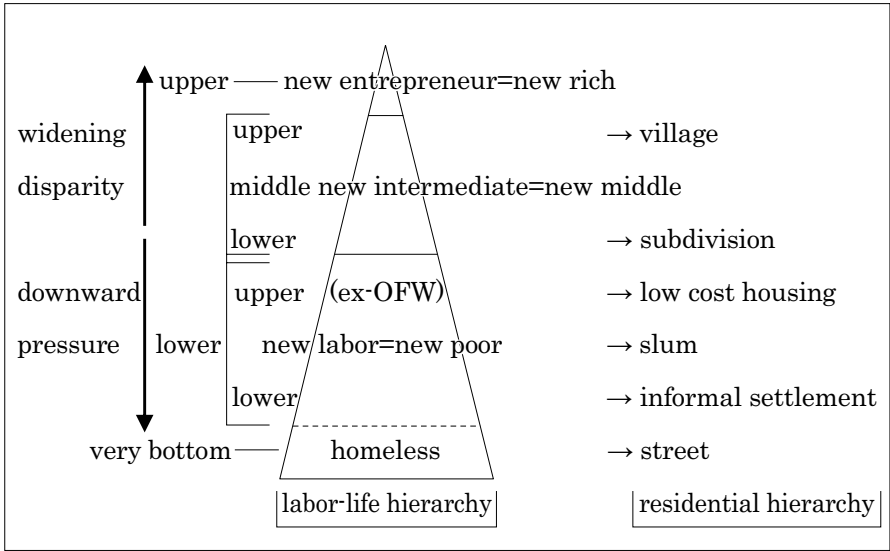 upper new entrepreneur=new rich
widening upper → village
disparity middle new intermediate=new middle
lower → subdivision
downward upper (ex-OFW) → low cost housing
pressure lower new labor=new poor → slum
lower → informal settlement
very bottom homeless → street
labor-life hierarchy residential hierarchy